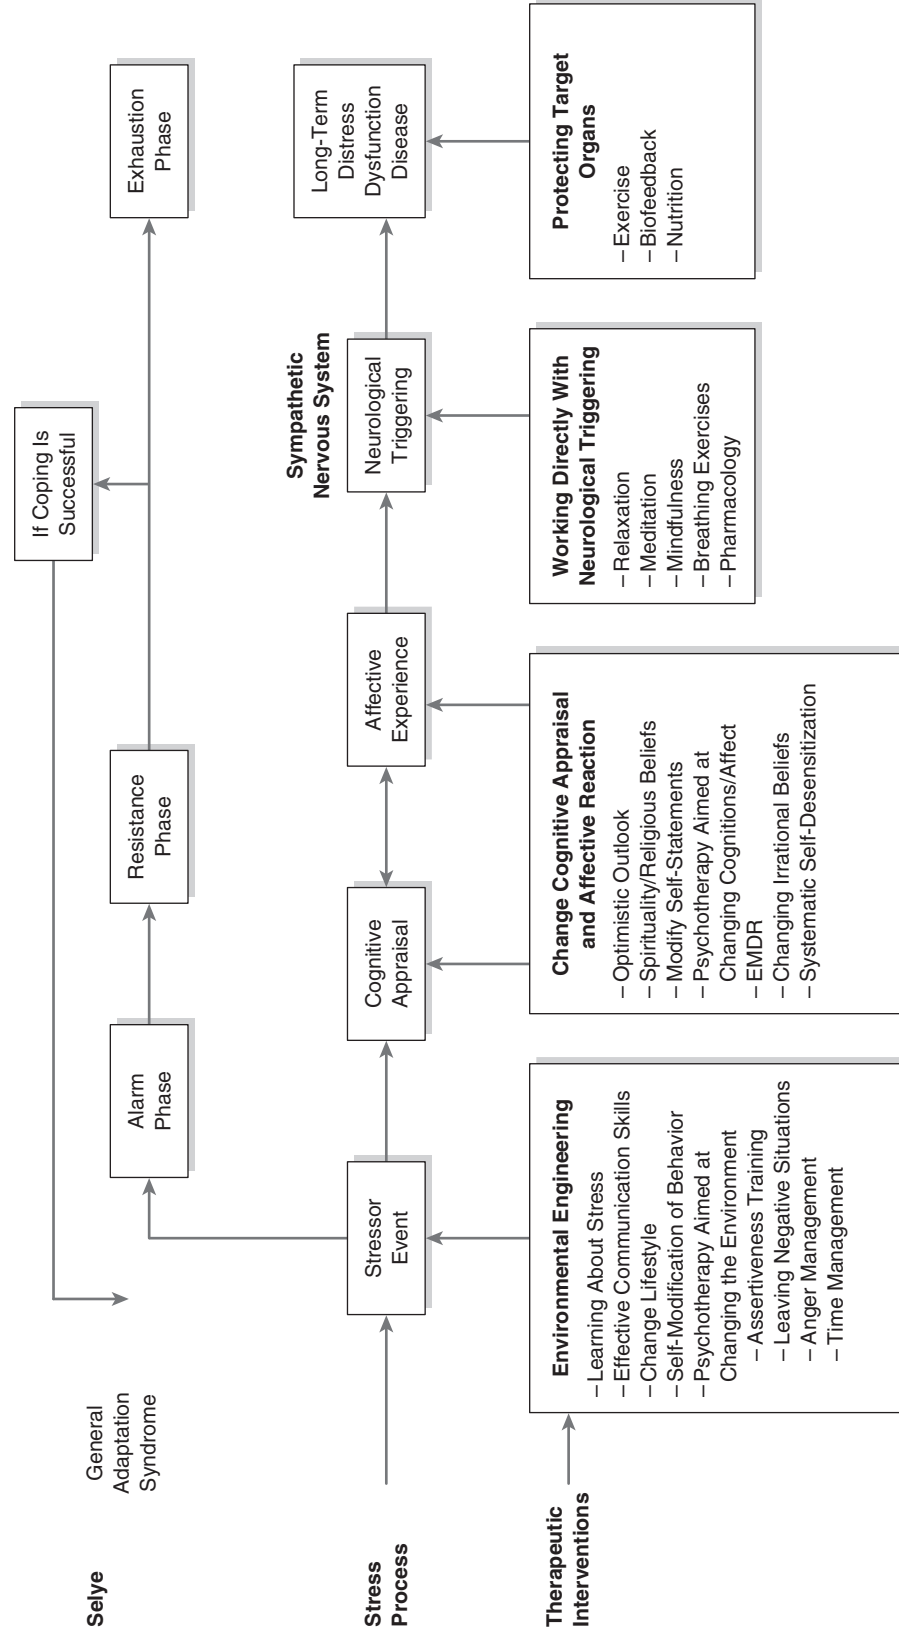 Selye
General
Adaptation
Syndrome
If Coping Is
Successful
Alarm
Phase
Resistance
Phase
Exhaustion
Phase
Stress
Process
Stressor
Event
Cognitive
Appraisal
Affective
Experience
Sympathetic
Nervous System
Neurological
Triggering
Long-Term
Distress
Dysfunction
Disease
Therapeutic
Interventions
Environmental Engineering
– Learning About Stress
– Effective Communication Skills
– Change Lifestyle
– Self-Modification of Behavior
– Psychotherapy Aimed at
Changing the Environment
– Assertiveness Training
– Leaving Negative Situations
– Anger Management
– Time Management
Change Cognitive Appraisal
and Affective Reaction
– Optimistic Outlook
– Spirituality/Religious Beliefs
– Modify Self-Statements
– Psychotherapy Aimed at
Changing Cognitions/Affect
– EMDR
– Changing Irrational Beliefs
– Systematic Self-Desensitization
Working Directly With
Neurological Triggering
– Relaxation
– Meditation
– Mindfulness
– Breathing Exercises
– Pharmacology
Protecting Target
Organs
– Exercise
– Biofeedback
– Nutrition